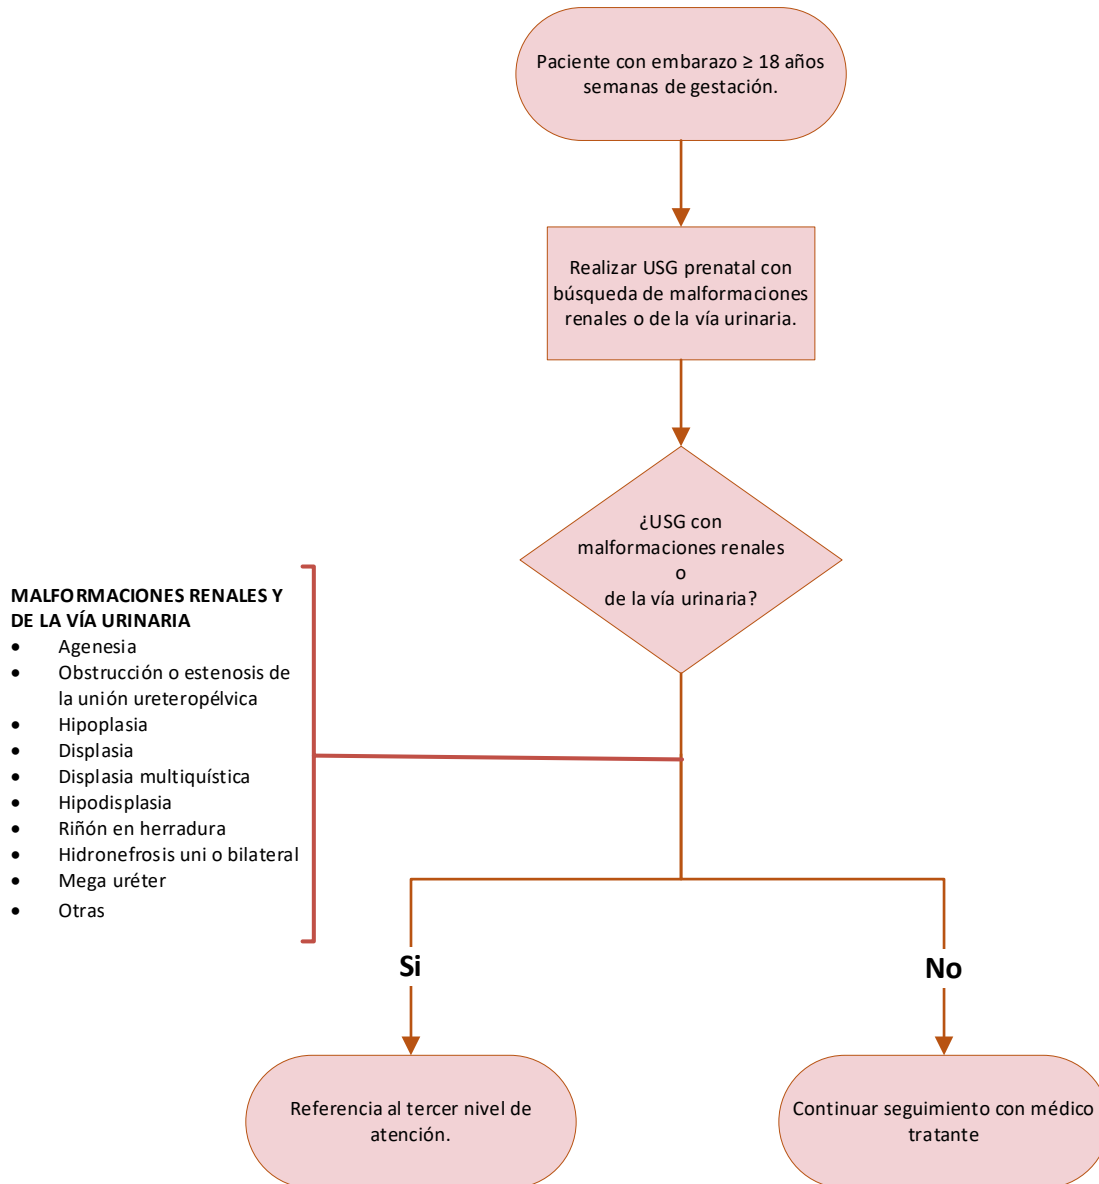 Paciente con embarazo ≥ 18 años
semanas de gestación.
Realizar USG prenatal con
búsqueda de malformaciones
renales o de la vía urinaria.
¿USG con
malformaciones renales
o
de la vía urinaria?
MALFORMACIONES RENALES Y
DE LA VÍA URINARIA
• Agenesia
• Obstrucción o estenosis de
la unión ureteropélvica
• Hipoplasia
• Displasia
• Displasia multiquística
• Hipodisplasia
• Riñón en herradura
• Hidronefrosis uni o bilateral
• Mega uréter
• Otras
Si
No
Referencia al tercer nivel de
atención.
Continuar seguimiento con médico
tratante